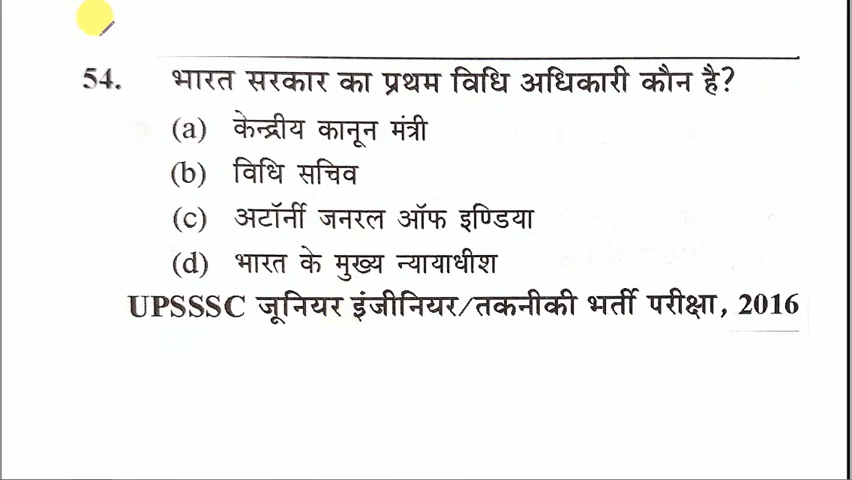 54. भारत सरकार का प्रथम विधि अधिकारी कौन है?
(a) केन्द्रीय कानून मंत्री
(b) विधि सचिव
(c) अटॉर्नी जनरल ऑफ इण्डिया
(d) भारत के मुख्य न्यायाधीश
UPSSSC जूनियर इंजीनियर/तकनीकी भर्ती परीक्षा, 2016